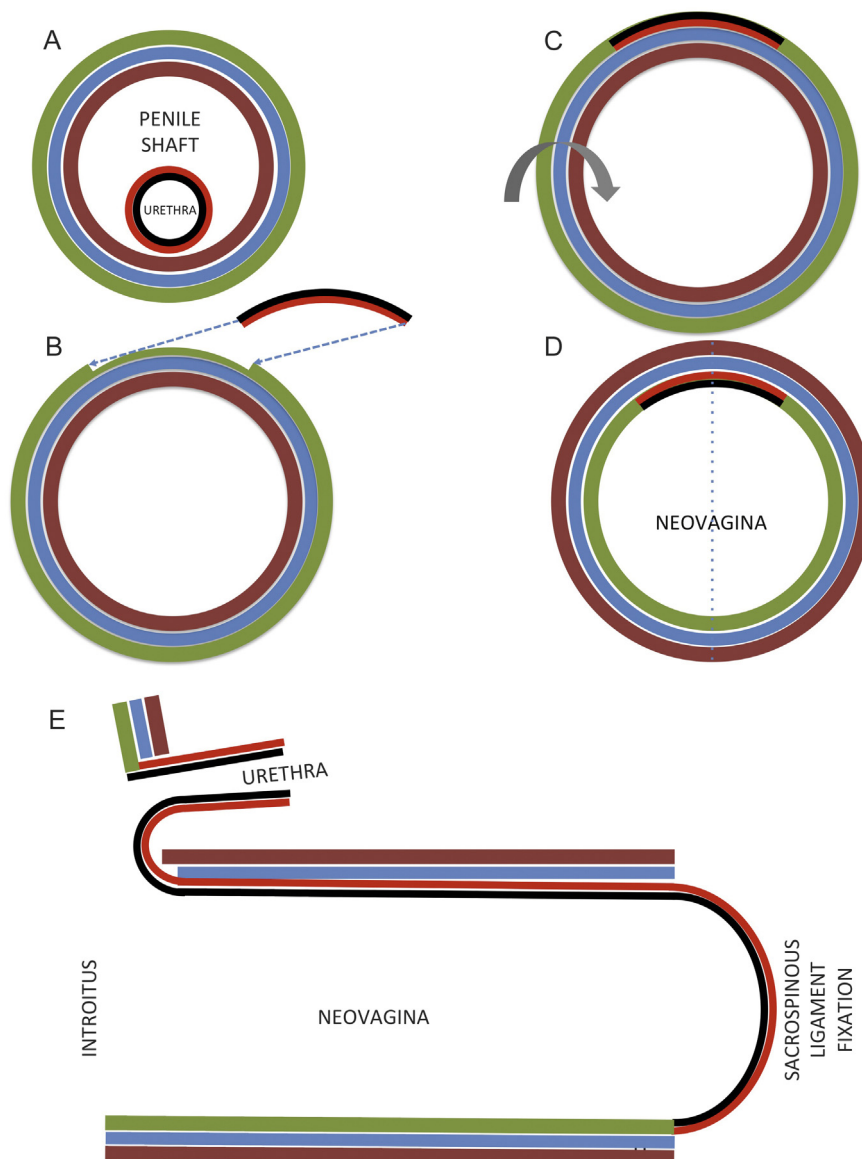 A
PENILE
SHAFT
URETHRA
B
C
D
NEOVAGINA
E
URETHRA
INTROITUS
NEOVAGINA
SACROSPINOUS
LIGAMENT
FIXATION